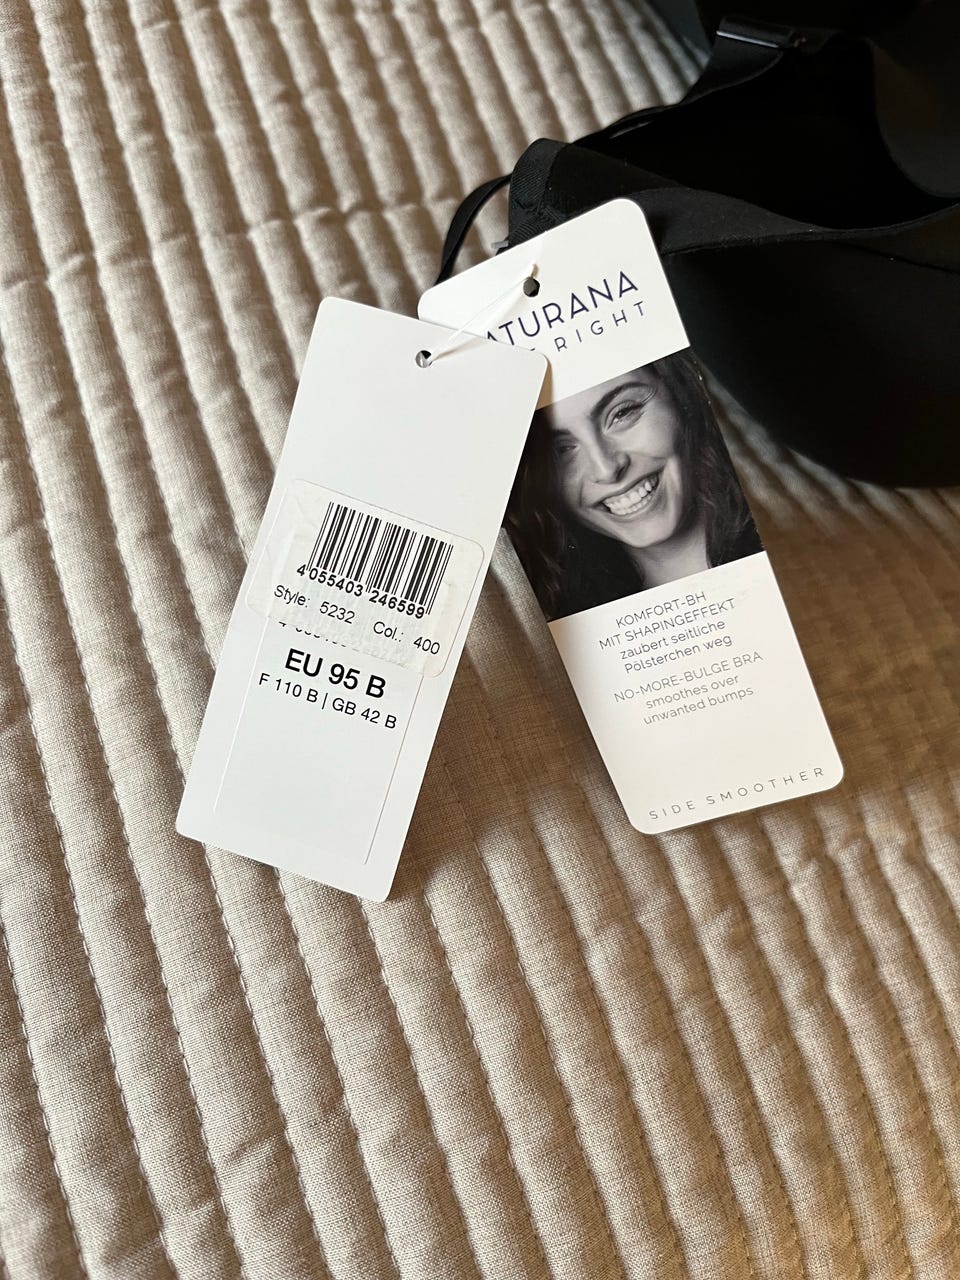 4 055403 246599
Style: 5232 Col.: 400
EU 95 B
F 110 B | GB 42 B
ATURANA
RIGHT
KOMFORT-BH
MIT SHAPINGEFFEKT
zaubert seitliche
Pölsterchen weg
NO-MORE-BULGE BRA
smoothes over
unwanted bumps
SIDE SMOOTHER